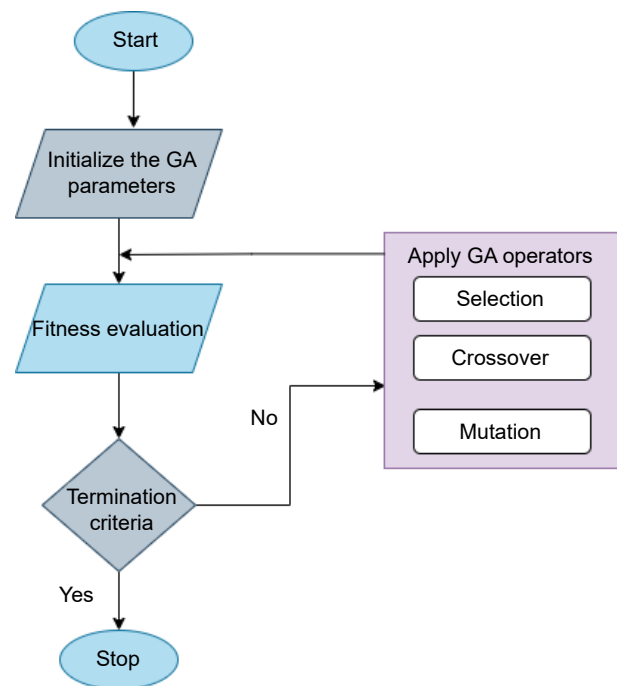 Start
Initialize the GA
parameters
Apply GA operators
Selection
Fitness evaluation
Crossover
No
Mutation
Termination
criteria
Yes
Stop